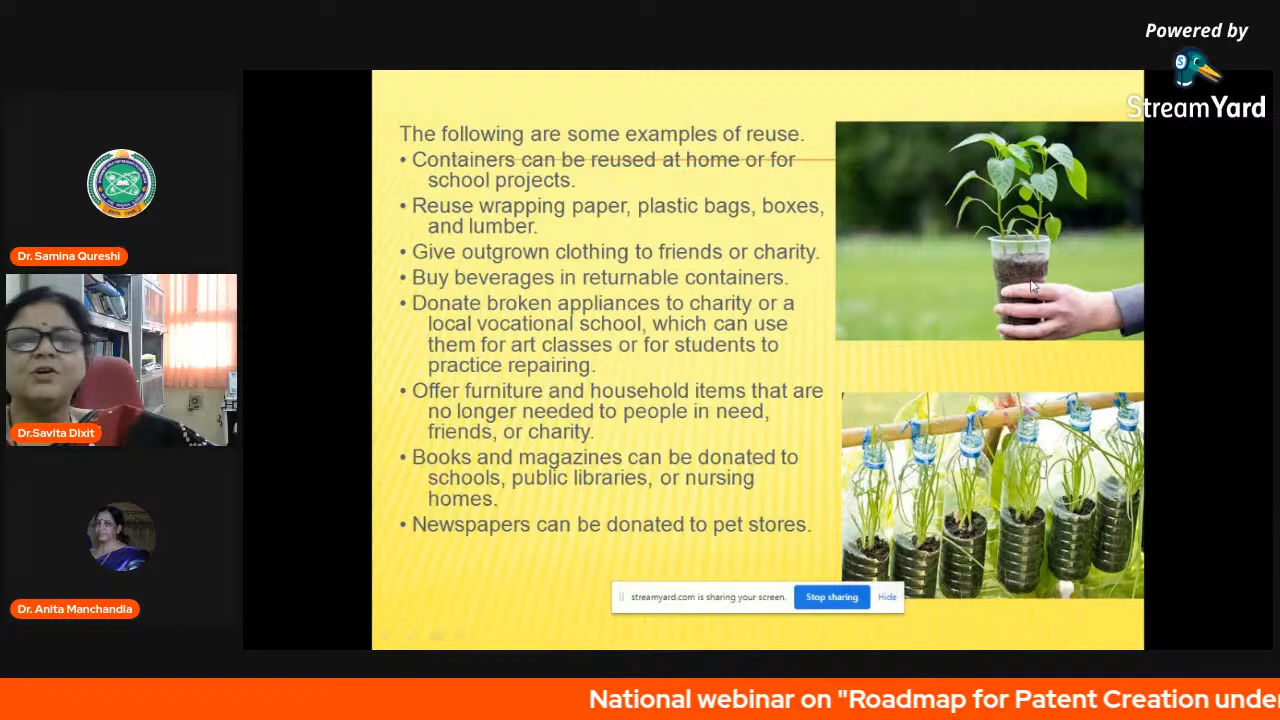 Powered by
StreamYard
Dr. Samina Qureshi
Dr.Savita Dixit
Dr. Anita Manchandia
The following are some examples of reuse.
• Containers can be reused at home or for
school projects.
• Reuse wrapping paper, plastic bags, boxes,
and lumber.
• Give outgrown clothing to friends or charity.
• Buy beverages in returnable containers.
• Donate broken appliances to charity or a
local vocational school, which can use
them for art classes or for students to
practice repairing.
• Offer furniture and household items that are
no longer needed to people in need,
friends, or charity.
• Books and magazines can be donated to
schools, public libraries, or nursing
homes.
• Newspapers can be donated to pet stores.
streamyard.com is sharing your screen. Stop sharing Hide
National webinar on "Roadmap for Patent Creation unde